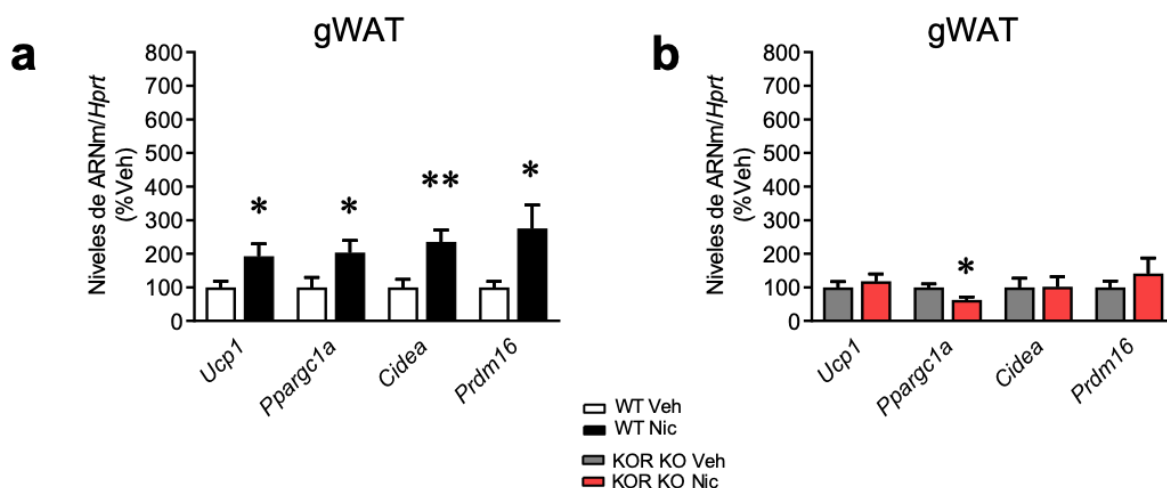 a
gWAT
Niveles de ARNm/Hprt
(%Veh)
800
700
600
500
400
300
200
100
0
*
*
**
*
Ucp1
Ppargc1a
Cidea
Prdm16
b
gWAT
Niveles de ARNm/Hprt
(%Veh)
800
700
600
500
400
300
200
100
0
*
Ucp1
Ppargc1a
Cidea
Prdm16
WT Veh
WT Nic
KOR KO Veh
KOR KO Nic